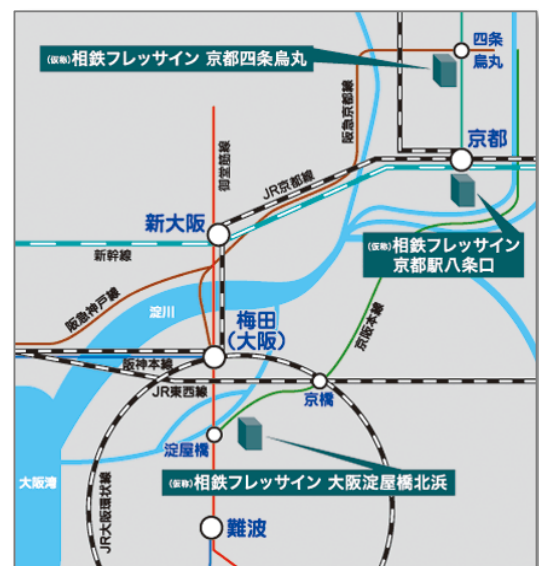 四条
烏丸
(仮称)相鉄フレッサイン 京都四条烏丸
阪急京都線
京都
御堂筋線
JR京都線
新大阪
(仮称)相鉄フレッサイン
京都駅八条口
新幹線
阪急神戸線
淀川
梅田
(大阪)
京阪本線
阪神本線
JR東西線
京橋
淀屋橋
大阪湾
(仮称)相鉄フレッサイン 大阪淀屋橋北浜
JR大阪環状線
難波